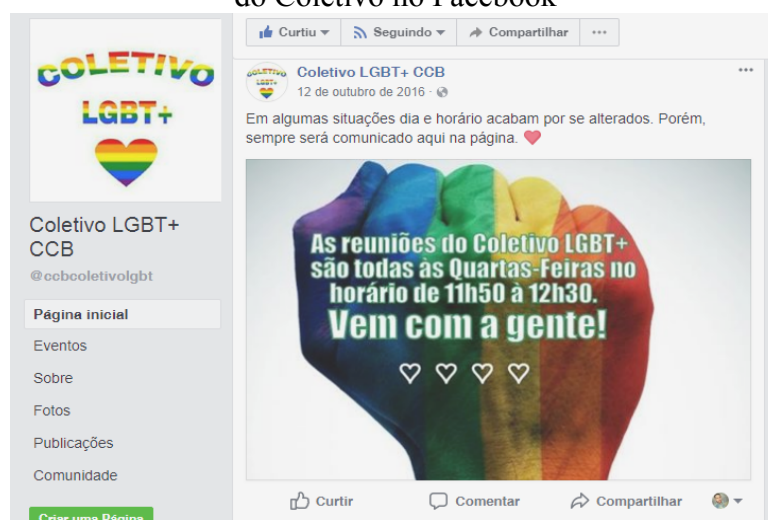 do Coletivo no Facebook
COLETIVO
LGBT+
Coletivo LGBT+
CCB
@ccbcoletivolgbt
Página inicial
Eventos
Sobre
Fotos
Publicações
Comunidade
Criar uma Página
Curtiu
Seguindo
Compartilhar
COLETIVO
LGBT+
Coletivo LGBT+ CCB
12 de outubro de 2016 ·
Em algumas situações dia e horário acabam por se alterados. Porém,
sempre será comunicado aqui na página.
As reuniões do Coletivo LGBT+
são todas às Quartas-Feiras no
horário de 11h50 à 12h30.
Vem com a gente!
Curtir
Comentar
Compartilhar